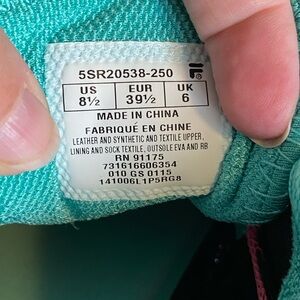 5SR20538-250
US EUR UK
8½ 39½ 6
MADE IN CHINA
FABRIQUÉ EN CHINE
LEATHER AND SYNTHETIC AND TEXTILE UPPER,
LINING AND SOCK TEXTILE, OUTSOLE EVA AND RB
RN 91175
731616606354
010 GS 0115
141006L1P5RG8